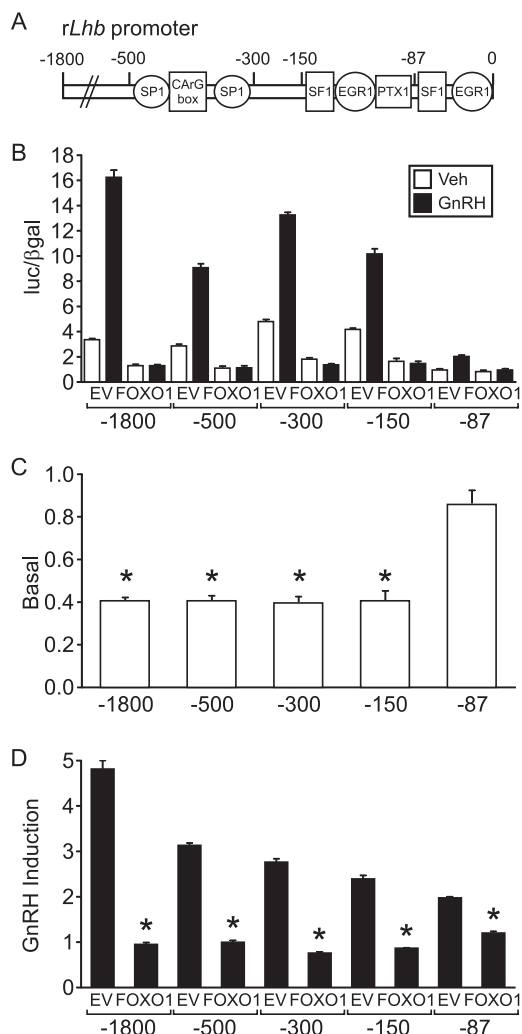 A
rLhb promoter
-1800 -500 -300 -150 -87 0
SP1 CArG box SP1 SF1 EGR1 PTX1 SF1 EGR1
B
luc/βgal
18
16
14
12
10
8
6
4
2
0
Veh
GnRH
EV FOXO1 EV FOXO1 EV FOXO1 EV FOXO1 EV FOXO1
-1800 -500 -300 -150 -87
C
Basal
1.0
0.8
0.6
0.4
0.2
0.0
* * * *
-1800 -500 -300 -150 -87
D
GnRH Induction
5
4
3
2
1
0
* * * * *
EV FOXO1 EV FOXO1 EV FOXO1 EV FOXO1 EV FOXO1
-1800 -500 -300 -150 -87